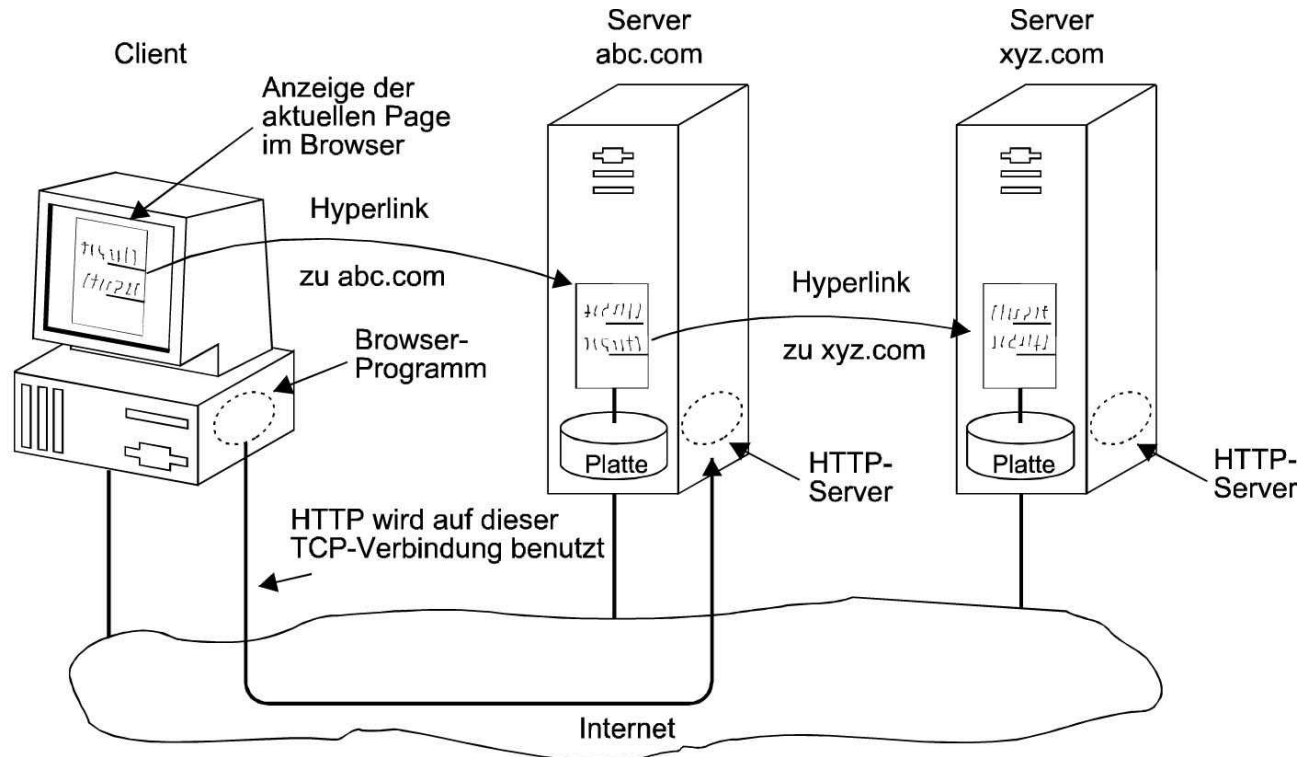 Client
Server
abc.com
Server
xyz.com
Anzeige der
aktuellen Page
im Browser
Hyperlink
zu abc.com
Hyperlink
zu xyz.com
Browser-
Programm
Platte
Platte
HTTP-
Server
HTTP-
Server
HTTP wird auf dieser
TCP-Verbindung benutzt
Internet